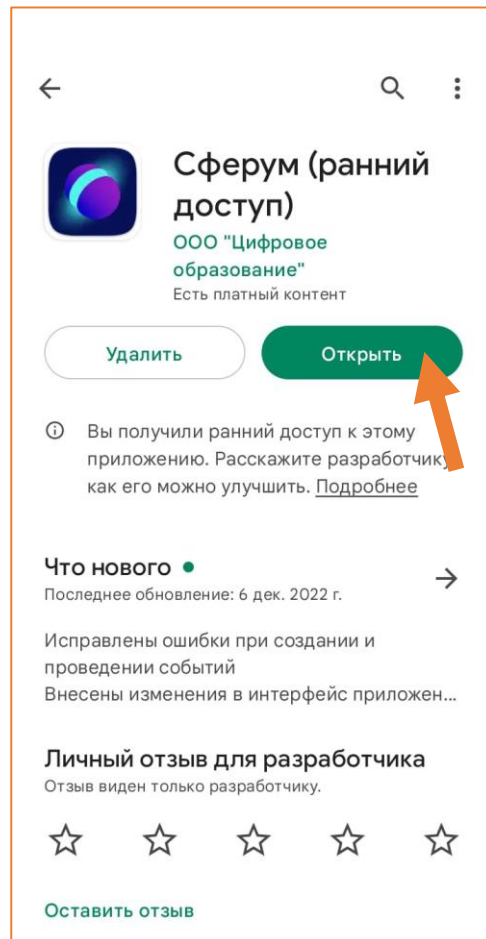 Сферум (ранний
доступ)
ООО "Цифровое
образование"
Есть платный контент
Удалить
Открыть
Вы получили ранний доступ к этому
приложению. Расскажите разработчику
как его можно улучшить. Подробнее
Что нового
Последнее обновление: 6 дек. 2022 г.
Исправлены ошибки при создании и
проведении событий
Внесены изменения в интерфейс приложен...
Личный отзыв для разработчика
Отзыв виден только разработчику.
Оставить отзыв